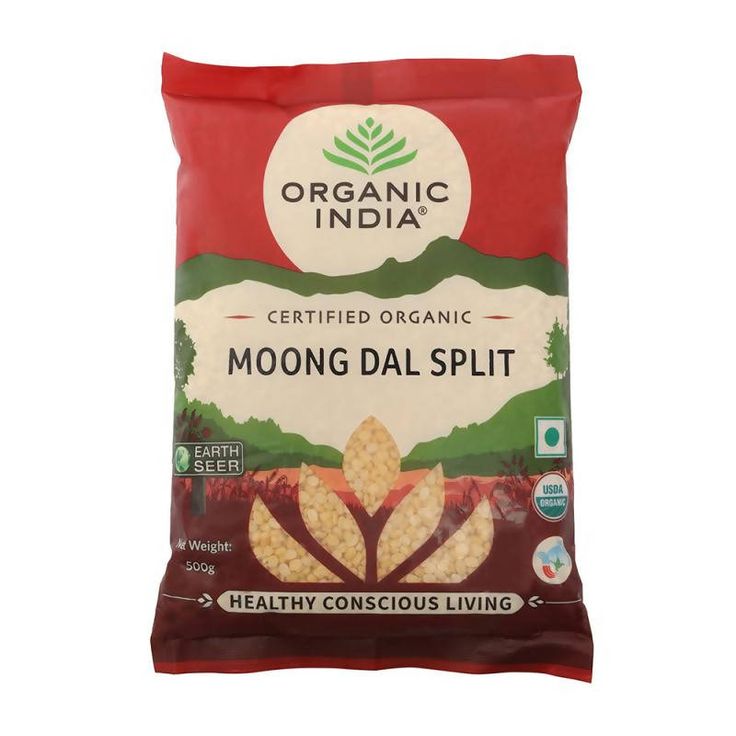 ORGANIC
INDIA®
CERTIFIED ORGANIC
MOONG DAL SPLIT
EARTH
SEER
USDA
ORGANIC
Net Weight:
500g
HEALTHY CONSCIOUS LIVING